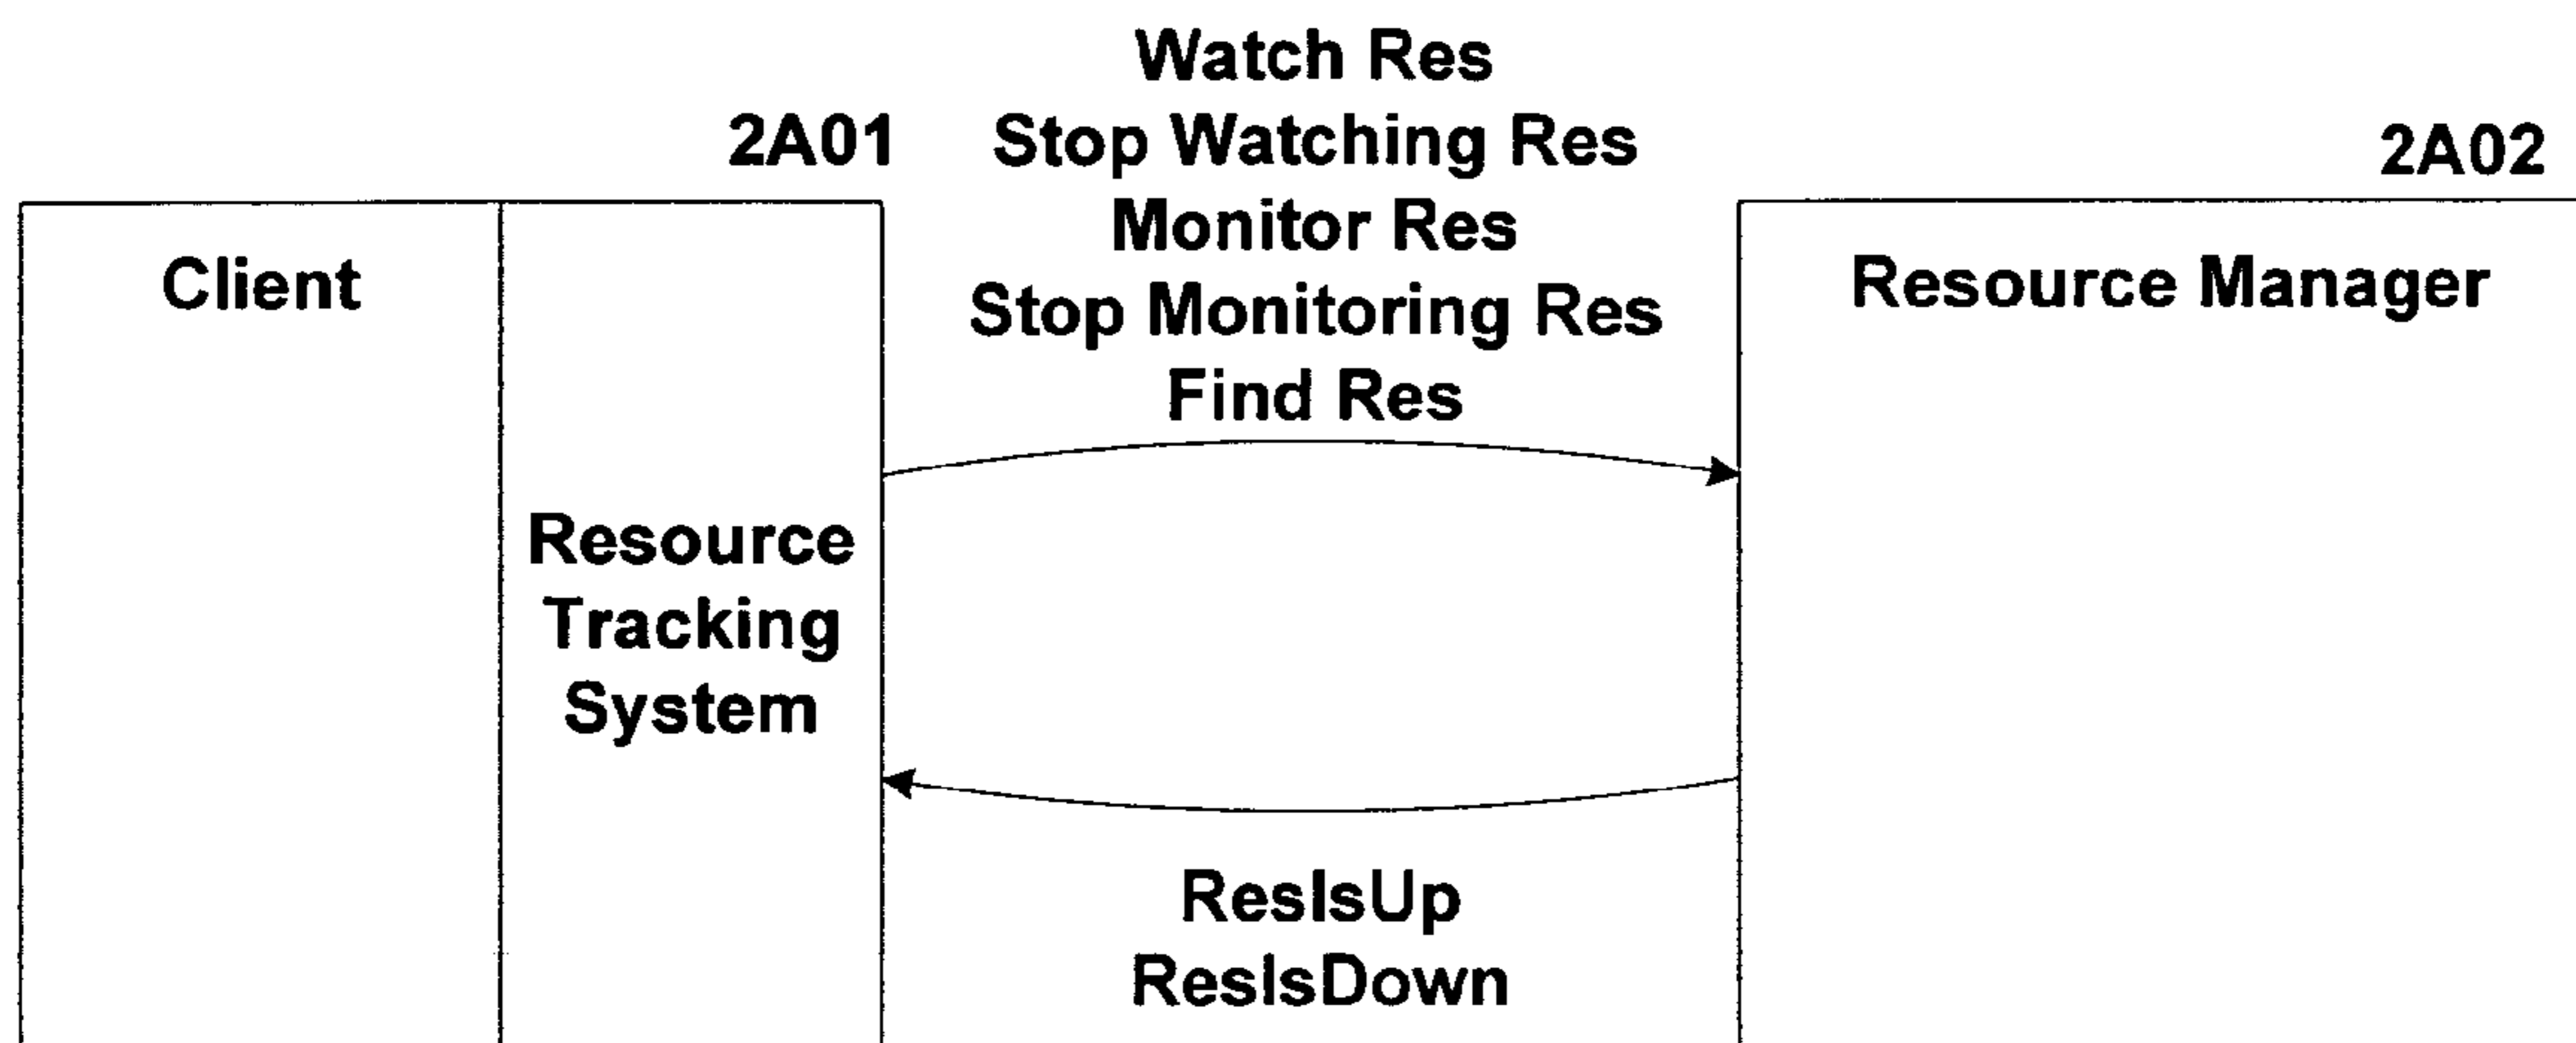 Watch Res
2A01
Stop Watching Res
2A02
Monitor Res
Client
Stop Monitoring Res
Resource Manager
Find Res
Resource
Tracking
System
ResIsUp
ResIsDown